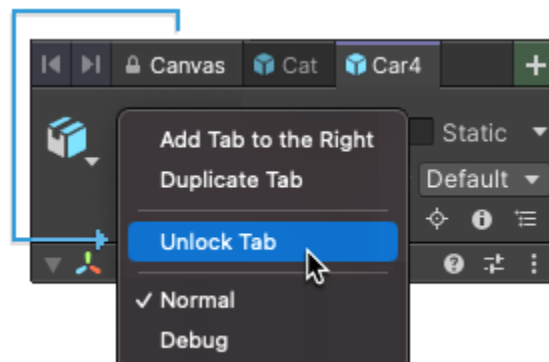 Canvas Cat Car4 +
Add Tab to the Right Static
Duplicate Tab Default
Unlock Tab
✓ Normal
Debug